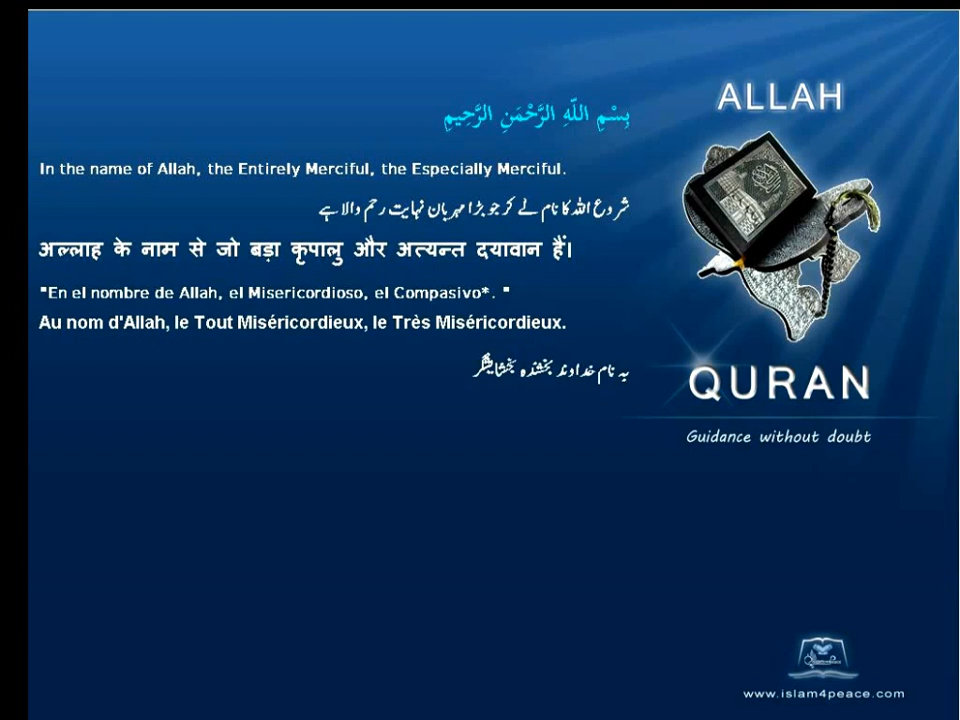 بِسْمِ اللّهِ الرَّحْمَنِ الرَّحِيمِ
In the name of Allah, the Entirely Merciful, the Especially Merciful.
شروع الله کا نام لے کر جو بڑا مہربان نہایت رحم والا ہے
अल्लाह के नाम से जो बड़ा कृपालु और अत्यन्त दयावान हैं।
"En el nombre de Allah, el Misericordioso, el Compasivo*. "
Au nom d'Allah, le Tout Miséricordieux, le Très Miséricordieux.
به نام خداوند بخشنده بخشایشگر
ALLAH
QURAN
Guidance without doubt
www.islam4peace.com